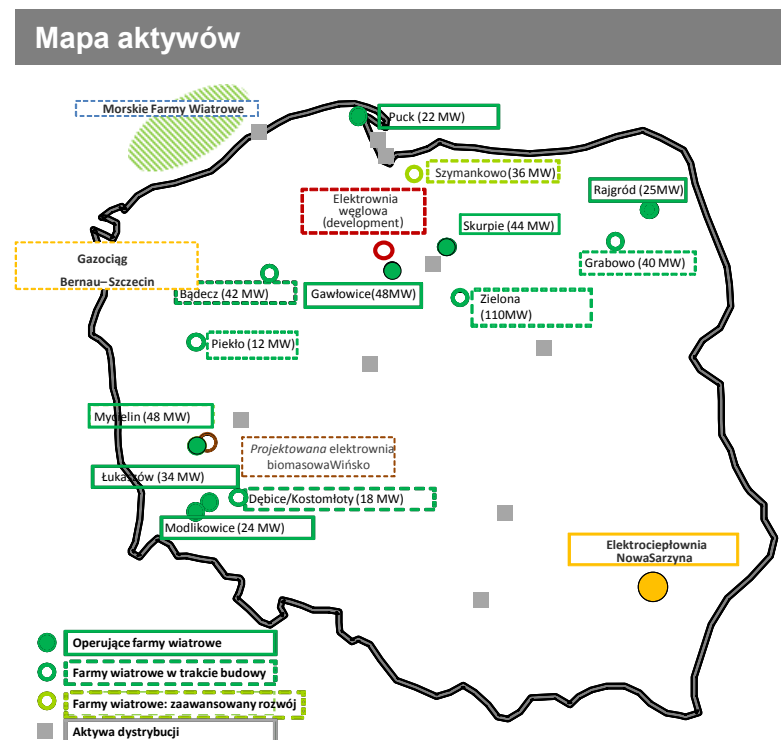 Mapa aktywów
Morskie Farmy Wiatrowe
Puck (22 MW)
Szymankowo (36 MW)
Elektrownia
węglowa
(development)
Rajgród (25MW)
Skurpie (44 MW)
Gazociąg
Bernau–Szczecin
Grabowo (40 MW)
Bądecz (42 MW)
Gawłowice(48MW)
Zielona
(110MW)
Piekło (12 MW)
Mycielin (48 MW)
Projektowana elektrownia
biomasowaWińsko
Łukaszów (34 MW)
Dębice/Kostomłoty (18 MW)
Modlikowice (24 MW)
Elektrociepłownia
NowaSarzyna
Operujące farmy wiatrowe
Farmy wiatrowe w trakcie budowy
Farmy wiatrowe: zaawansowany rozwój
Aktywa dystrybucji